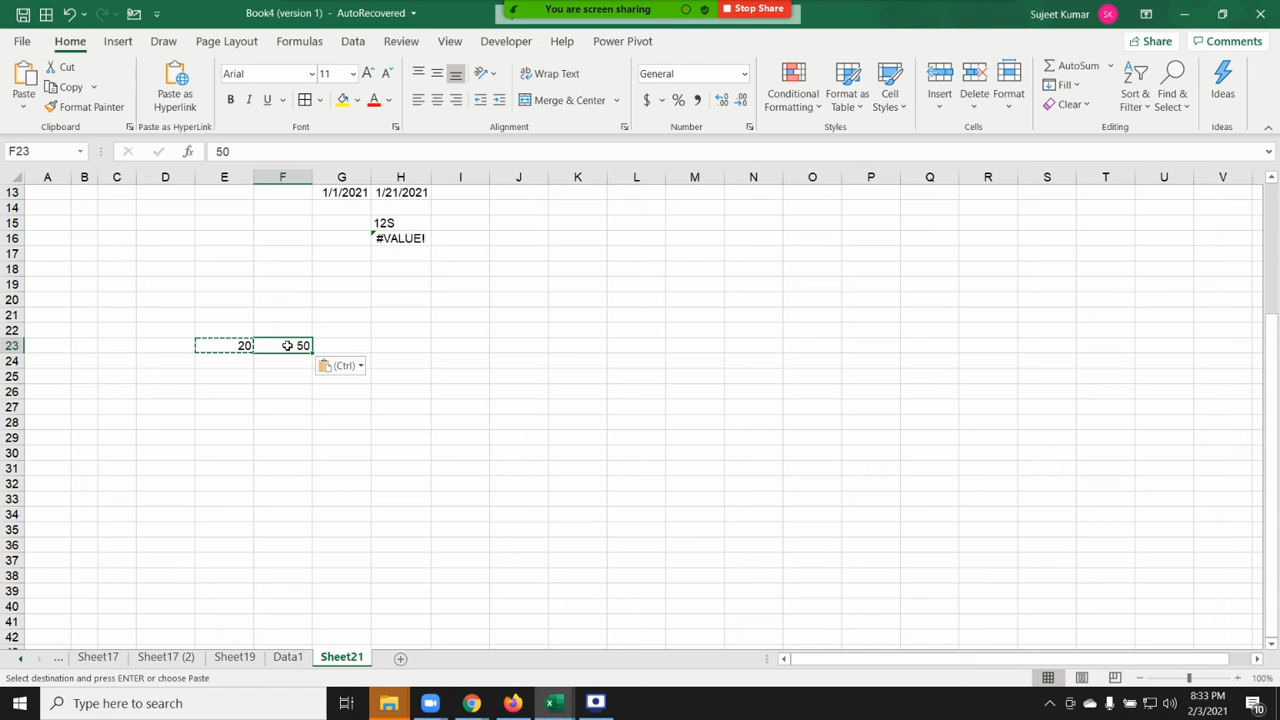 Book4 (version 1) - AutoRecovered
You are screen sharing
Stop Share
Sujeet Kumar
SK
File Home Insert Draw Page Layout Formulas Data Review View Developer Help Power Pivot
Share Comments
Paste
Cut
Copy
Format Painter
Paste as Hyperlink
Arial 11
B I U
Wrap Text
Merge & Center
General
$ % ,
Conditional Formatting
Format as Table
Cell Styles
Insert Delete Format
AutoSum
Fill
Clear
Sort & Filter
Find & Select
Ideas
Clipboard Paste as HyperLink Font Alignment Number Styles Cells Editing Ideas
F23 fx 50
A B C D E F G H I J K L M N O P Q R S T U V
13 1/1/2021 1/21/2021
14
15 12S
16 #VALUE!
17
18
19
20
21
22
23 20 50
24 (Ctrl)
25
26
27
28
29
30
31
32
33
34
35
36
37
38
39
40
41
42
... Sheet17 Sheet17 (2) Sheet19 Data1 Sheet21
Select destination and press ENTER or choose Paste
100%
Type here to search
8:33 PM
2/3/2021
10